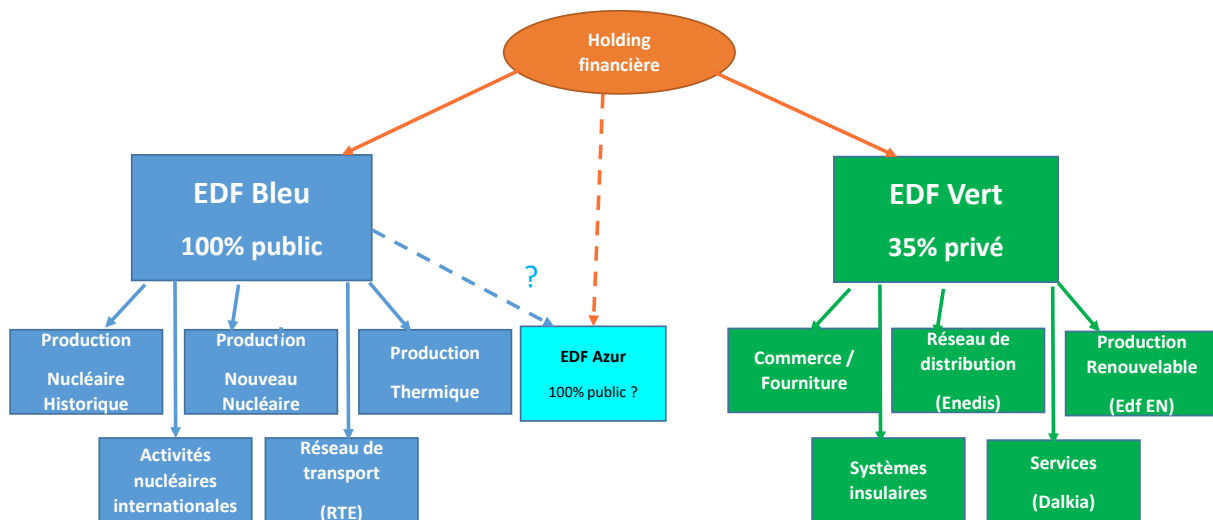 Holding
financière
EDF Bleu
100% public
EDF Vert
35% privé
?
Production
Nucléaire
Historique
Production
Nouveau
Nucléaire
Production
Thermique
EDF Azur
100% public ?
Commerce /
Fourniture
Réseau de
distribution
(Enedis)
Production
Renouvelable
(Edf EN)
Activités
nucléaires
internationales
Réseau de
transport
(RTE)
Systèmes
insulaires
Services
(Dalkia)